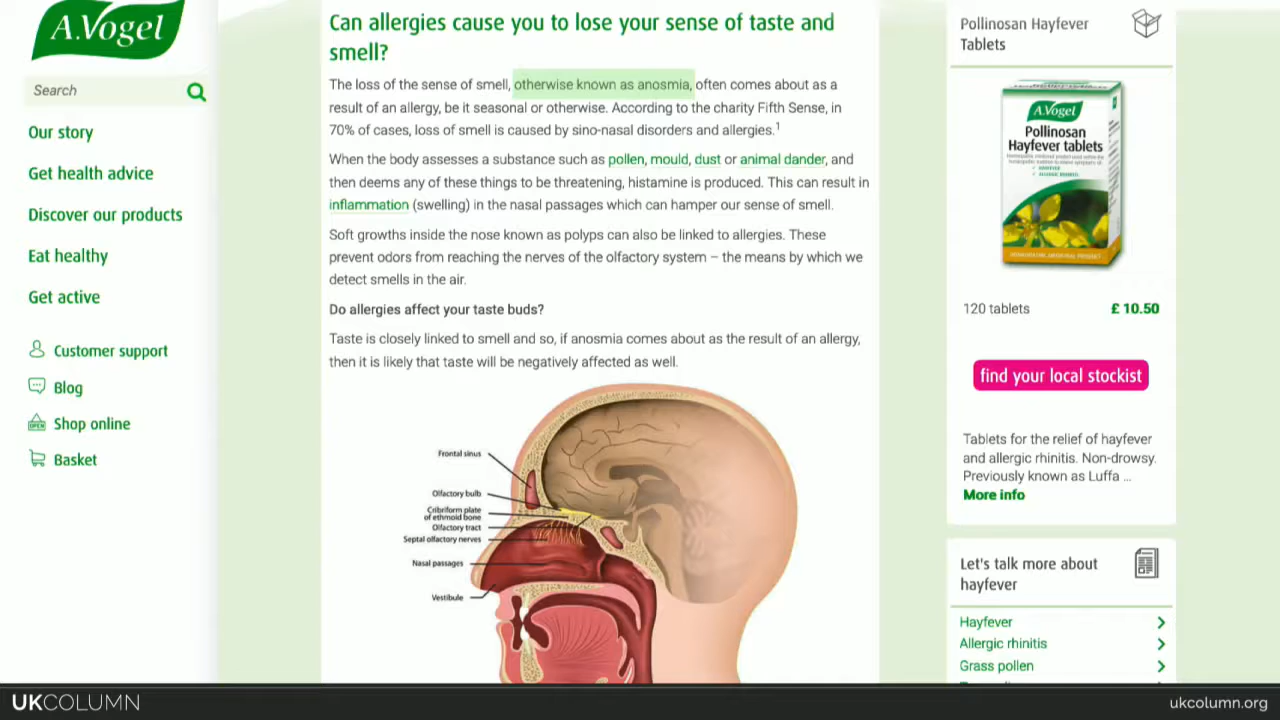 A.Vogel
Search
Our story
Get health advice
Discover our products
Eat healthy
Get active
Customer support
Blog
Shop online
Basket
Can allergies cause you to lose your sense of taste and
smell?
The loss of the sense of smell, otherwise known as anosmia, often comes about as a
result of an allergy, be it seasonal or otherwise. According to the charity Fifth Sense, in
70% of cases, loss of smell is caused by sino-nasal disorders and allergies.1
When the body assesses a substance such as pollen, mould, dust or animal dander, and
then deems any of these things to be threatening, histamine is produced. This can result in
inflammation (swelling) in the nasal passages which can hamper our sense of smell.
Soft growths inside the nose known as polyps can also be linked to allergies. These
prevent odors from reaching the nerves of the olfactory system – the means by which we
detect smells in the air.
Do allergies affect your taste buds?
Taste is closely linked to smell and so, if anosmia comes about as the result of an allergy,
then it is likely that taste will be negatively affected as well.
Frontal sinus
Olfactory bulb
Cribriform plate
of ethmoid bone
Olfactory tract
Septal olfactory nerves
Nasal passages
Vestibule
Pollinosan Hayfever
Tablets
A.Vogel
Pollinosan
Hayfever tablets
HAYFEVER
ALLERGIC RHINITIS
120 tablets
£ 10.50
find your local stockist
Tablets for the relief of hayfever
and allergic rhinitis. Non-drowsy.
Previously known as Luffa ...
More info
Let's talk more about
hayfever
Hayfever
Allergic rhinitis
Grass pollen
UKCOLUMN
ukcolumn.org